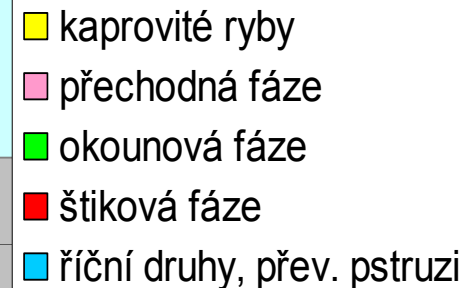 kaprovité ryby
přechodná fáze
okounová fáze
štiková fáze
říční druhy, přev. pstruzi